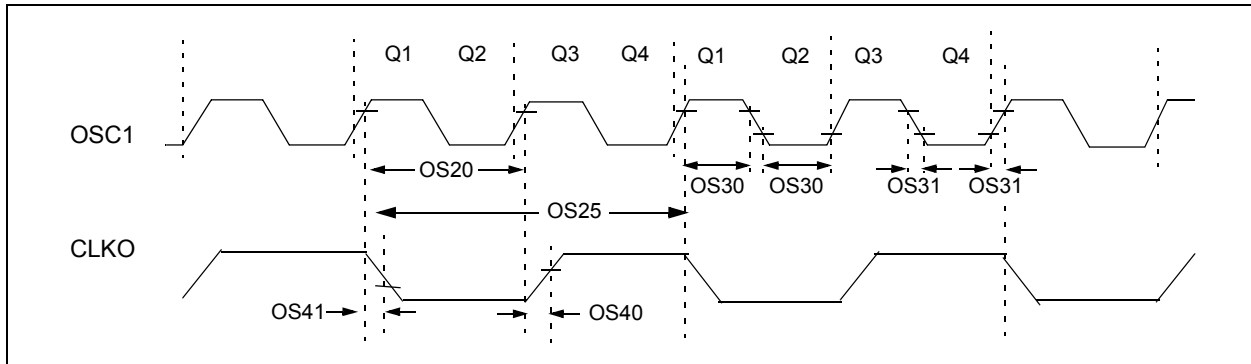 Q1 Q2 Q3 Q4 Q1 Q2 Q3 Q4
OSC1
OS20 OS30 OS30 OS31 OS31
OS25
CLKO
OS41 OS40